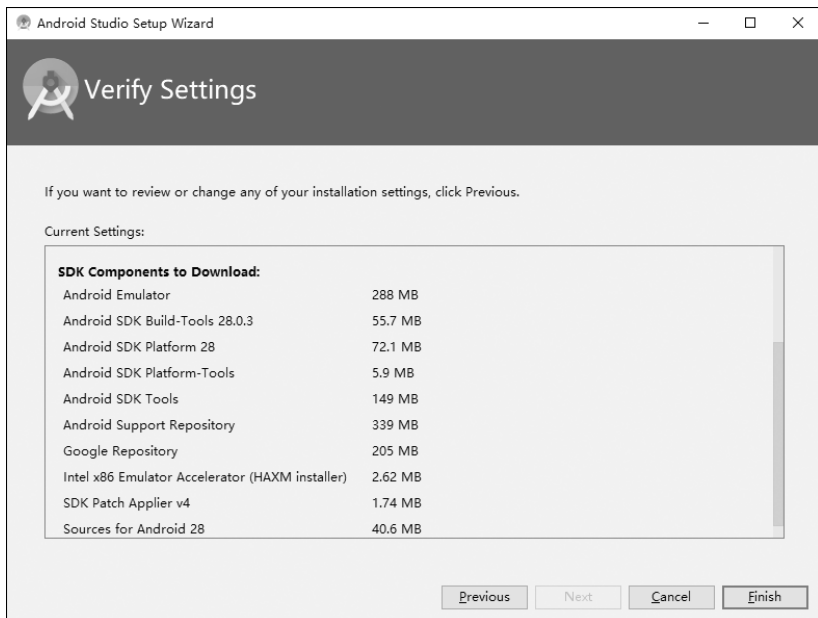 Android Studio Setup Wizard
Verify Settings
If you want to review or change any of your installation settings, click Previous.
Current Settings:
SDK Components to Download:
Android Emulator 288 MB
Android SDK Build-Tools 28.0.3 55.7 MB
Android SDK Platform 28 72.1 MB
Android SDK Platform-Tools 5.9 MB
Android SDK Tools 149 MB
Android Support Repository 339 MB
Google Repository 205 MB
Intel x86 Emulator Accelerator (HAXM installer) 2.62 MB
SDK Patch Applier v4 1.74 MB
Sources for Android 28 40.6 MB
Previous Next Cancel Finish